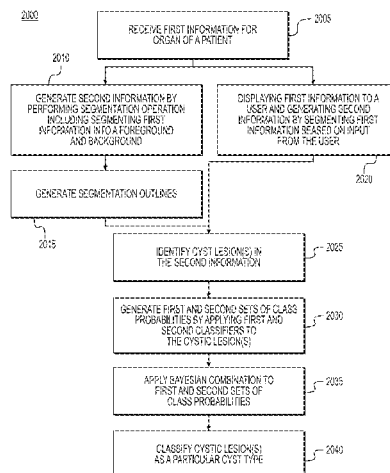 2000
2005
RECEIVE FIRST INFORMATION FOR
ORGAN OF A PATIENT
2010
GENERATE SECOND INFORMATION BY
PERFORMING SEGMENTATION OPERATION
INCLUDING SEGMENTING FIRST
INFORMATION INTO A FOREGROUND
AND BACKGROUND
DISPLAYING FIRST INFORMATION TO A
USER AND GENERATING SECOND
INFORMATION BY SEGMENTING FIRST
INFORMATION BEASED ON INPUT
FROM THE USER
2020
GENERATE SEGMENTATION OUTLINES
2015
IDENTIFY CYST LESION(S) IN
THE SECOND INFORMATION
2025
GENERATE FIRST AND SECOND SETS OF CLASS
PROBABILITIES BY APPLYING FIRST AND
SECOND CLASSIFIERS TO
THE CYSTIC LESION(S)
2030
APPLY BAYESIAN COMBINATION TO
FIRST AND SECOND SETS OF
CLASS PROBABILITIES
2035
CLASSIFY CYSTIC LESION(S)
AS A PARTICULAR CYST TYPE
2040